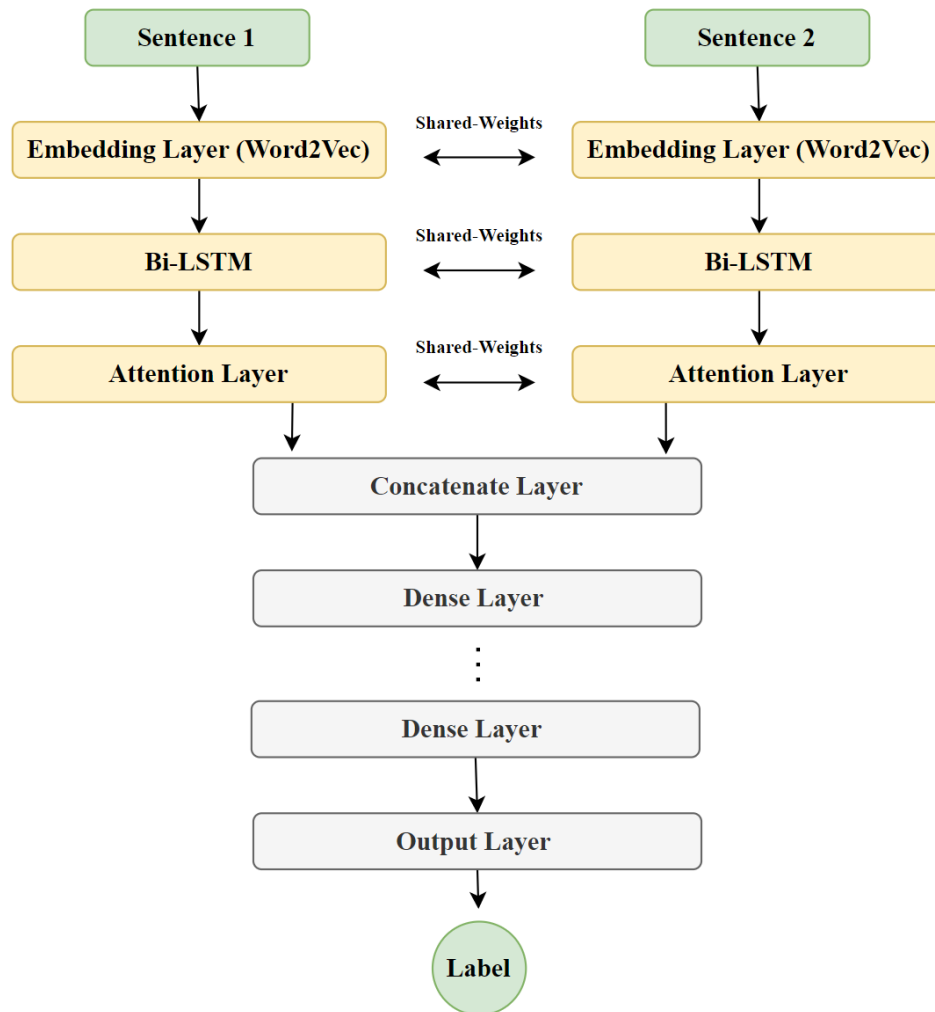 Sentence 1
Sentence 2
Shared-Weights
Embedding Layer (Word2Vec)
Embedding Layer (Word2Vec)
Shared-Weights
Bi-LSTM
Bi-LSTM
Shared-Weights
Attention Layer
Attention Layer
Concatenate Layer
Dense Layer
Dense Layer
Output Layer
Label